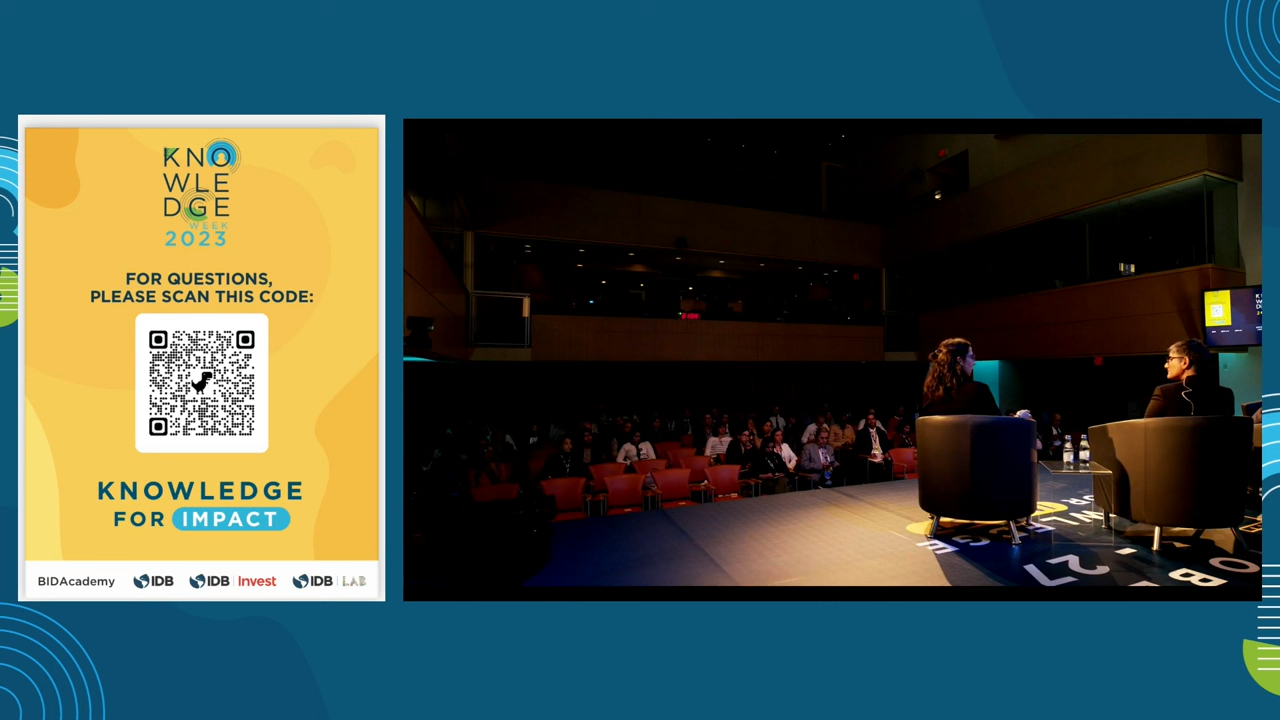 KNO
WLE
DGE
WEEK
2023
FOR QUESTIONS,
PLEASE SCAN THIS CODE:
KNOWLEDGE
FOR IMPACT
BIDAcademy IDB IDB Invest IDB LAB